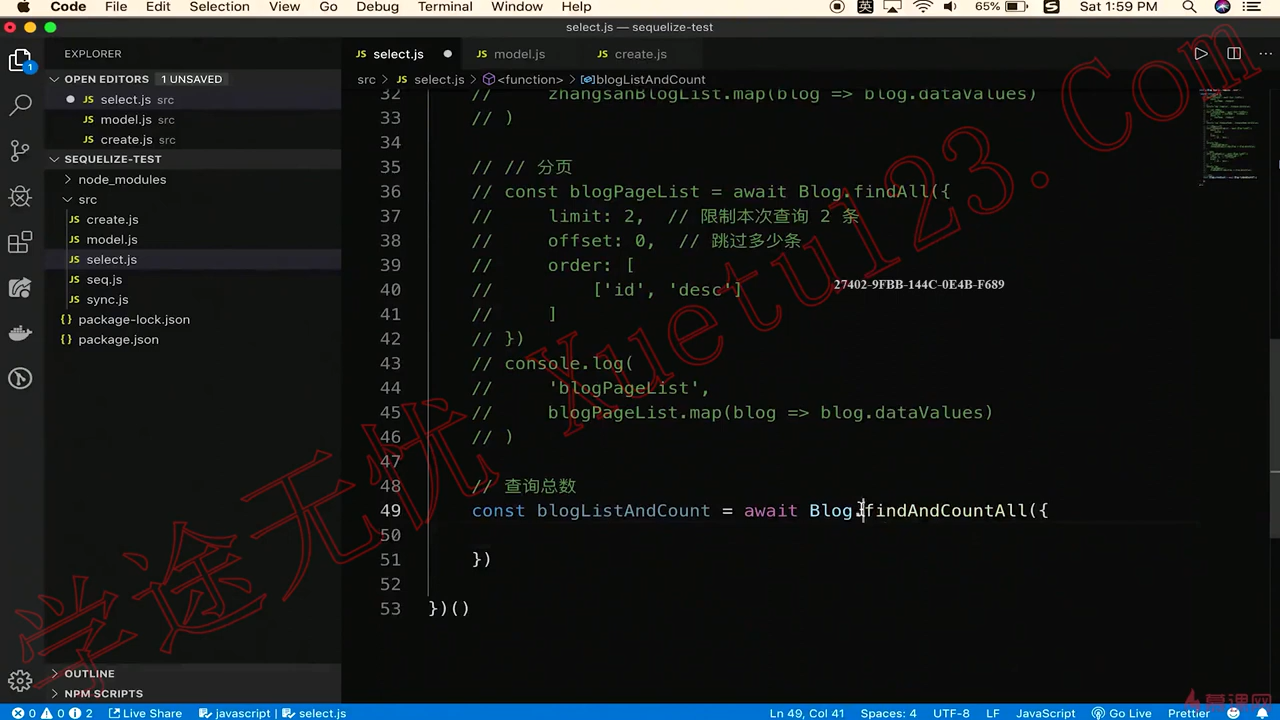 Code File Edit Selection View Go Debug Terminal Window Help 英 65% S Sat 1:59 PM
select.js — sequelize-test
EXPLORER
select.js
model.js
create.js
src > select.js > <function> > blogListAndCount
OPEN EDITORS 1 UNSAVED
select.js src
model.js src
create.js src
SEQUELIZE-TEST
node_modules
src
create.js
model.js
select.js
seq.js
sync.js
package-lock.json
package.json
OUTLINE
NPM SCRIPTS
32 // zhangsanBlogList.map(blog => blog.dataValues)
33 // )
34
35 // // 分页
36 // const blogPageList = await Blog.findAll({
37 // limit: 2, // 限制本次查询 2 条
38 // offset: 0, // 跳过多少条
39 // order: [
40 // ['id', 'desc']
41 // ]
42 // })
43 // console.log(
44 // 'blogPageList',
45 // blogPageList.map(blog => blog.dataValues)
46 // )
47
48 // 查询总数
49 const blogListAndCount = await Blog.findAndCountAll({
50
51 })
52
53 })()
27402-9FBB-144C-0E4B-F689
学途无忧 Xuetu123.Com
慕课网
0 0 2 Live Share javascript | select.js Ln 49, Col 41 Spaces: 4 UTF-8 LF JavaScript Go Live Prettier